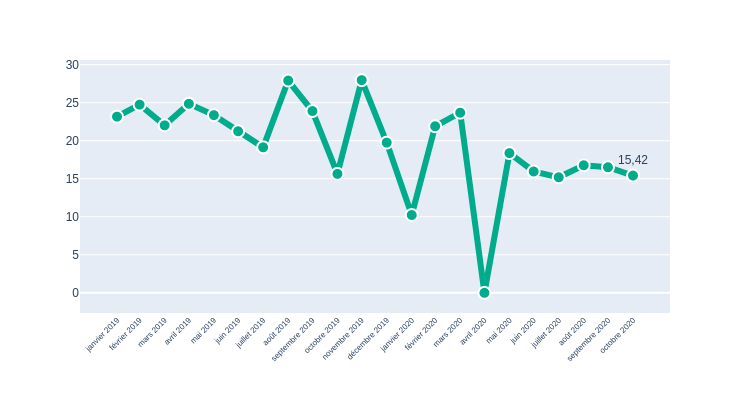 30
25
20
15
10
5
0
15,42
janvier 2019
février 2019
mars 2019
avril 2019
mai 2019
juin 2019
juillet 2019
août 2019
septembre 2019
octobre 2019
novembre 2019
décembre 2019
janvier 2020
février 2020
mars 2020
avril 2020
mai 2020
juin 2020
juillet 2020
août 2020
septembre 2020
octobre 2020